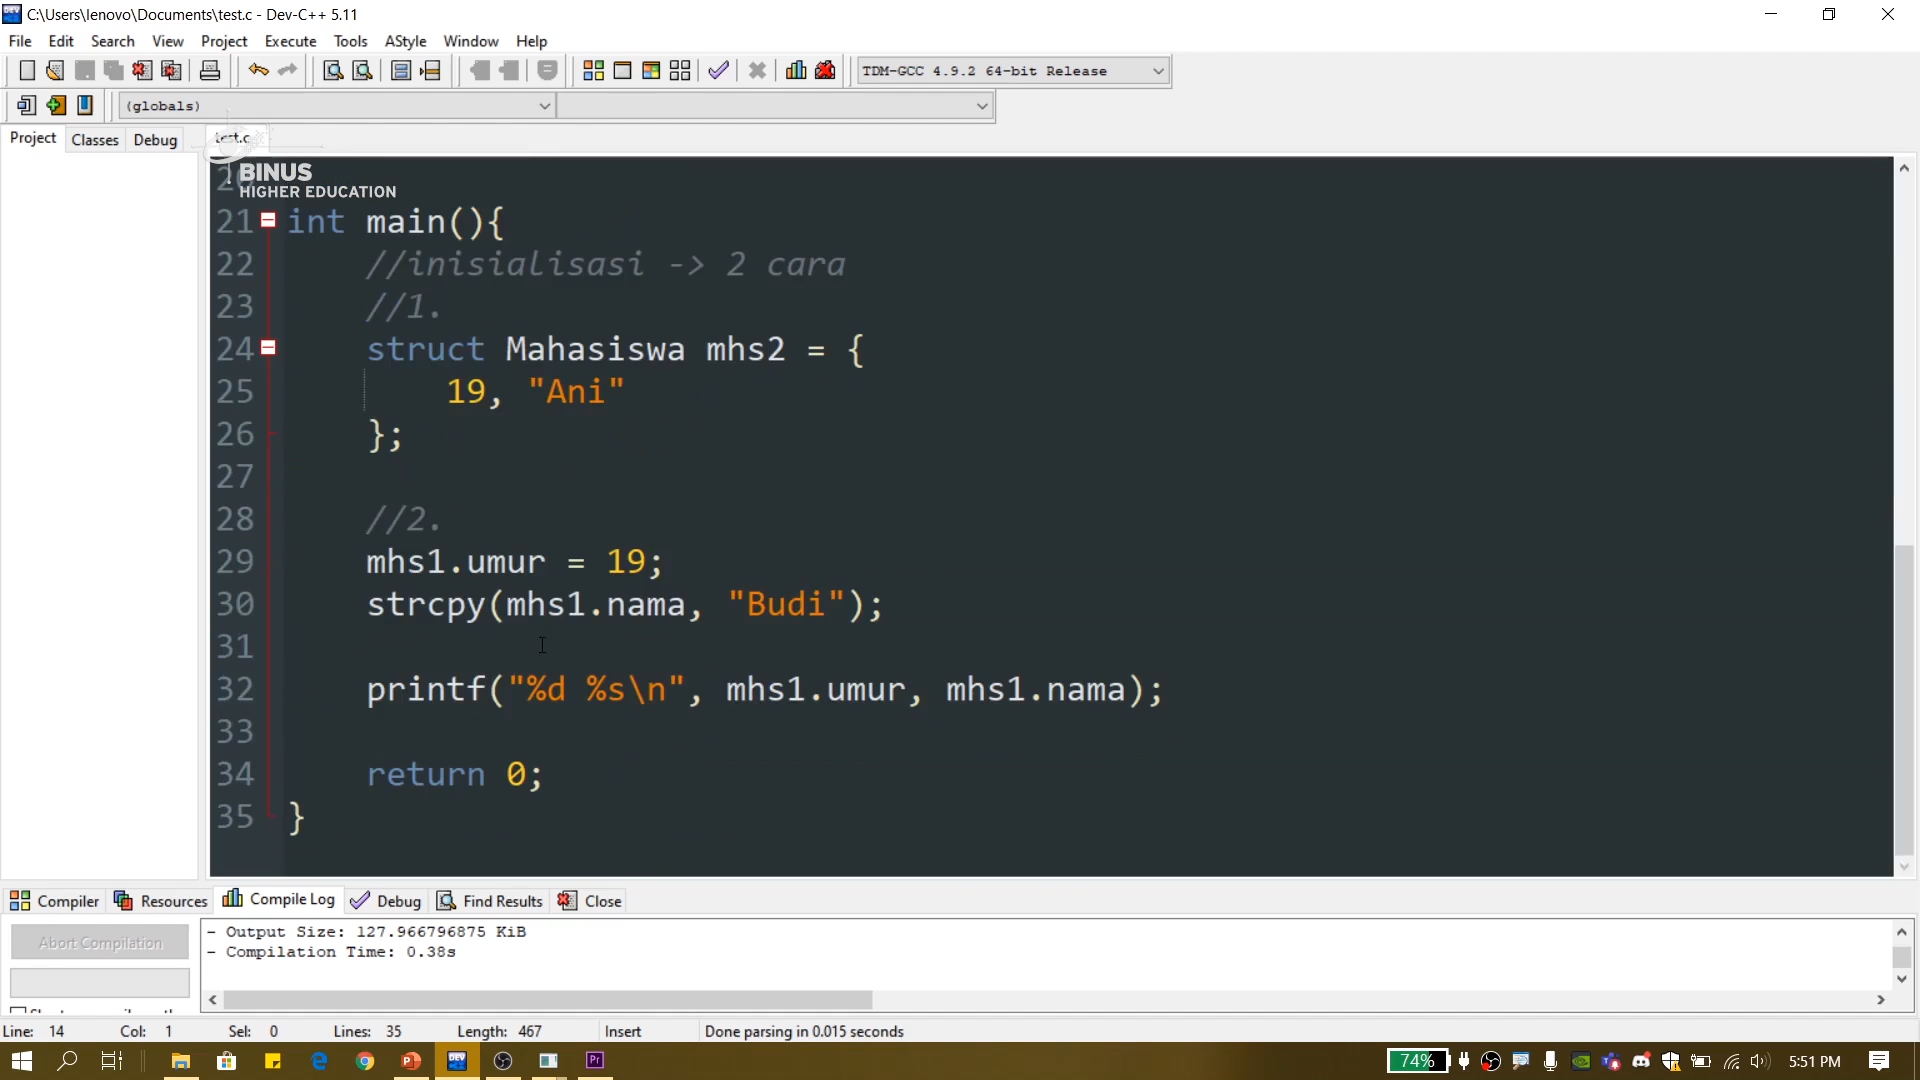 C:\Users\lenovo\Documents\test.c - Dev-C++ 5.11
File Edit Search View Project Execute Tools AStyle Window Help
TDM-GCC 4.9.2 64-bit Release
(globals)
Project Classes Debug test.c
BINUS
HIGHER EDUCATION
20
21 int main(){
22 //inisialisasi -> 2 cara
23 //1.
24 struct Mahasiswa mhs2 = {
25 19, "Ani"
26 };
27
28 //2.
29 mhs1.umur = 19;
30 strcpy(mhs1.nama, "Budi");
31
32 printf("%d %s\n", mhs1.umur, mhs1.nama);
33
34 return 0;
35 }
Compiler Resources Compile Log Debug Find Results Close
Abort Compilation
- Output Size: 127.966796875 KiB
- Compilation Time: 0.38s
Line: 14 Col: 1 Sel: 0 Lines: 35 Length: 467 Insert Done parsing in 0.015 seconds
DEV
Pr
74%
5:51 PM